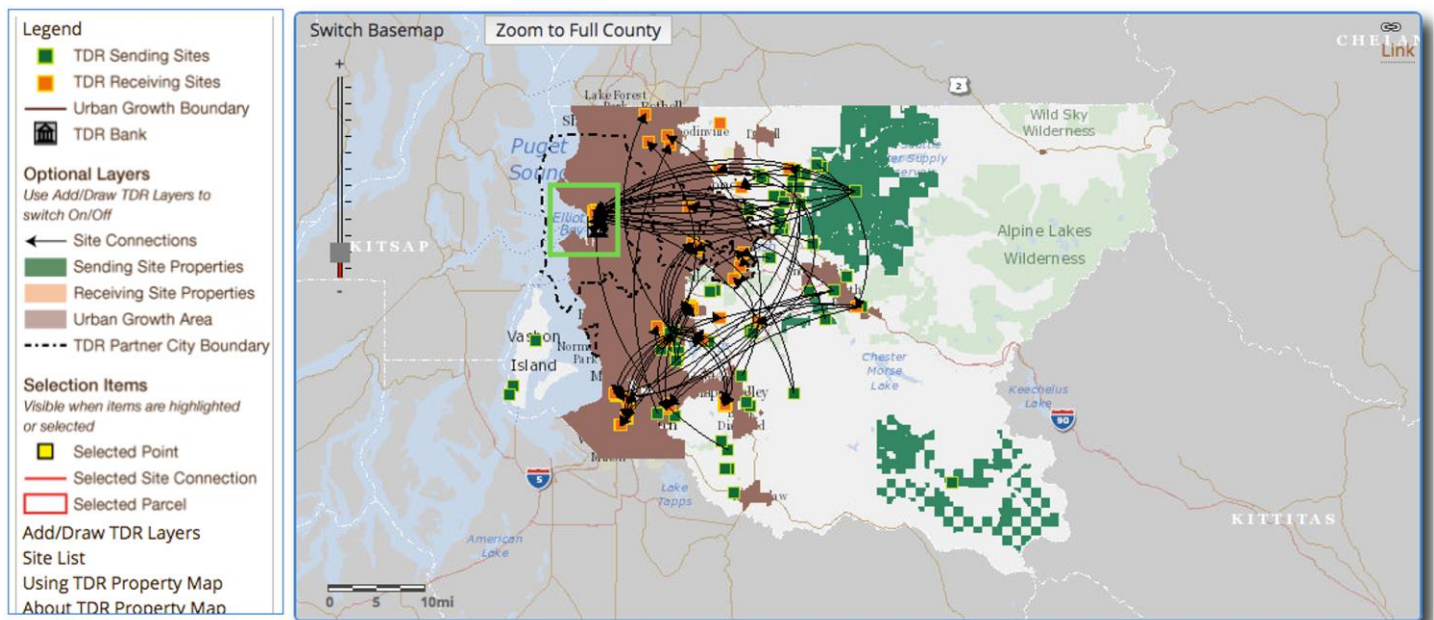 Legend
TDR Sending Sites
TDR Receiving Sites
Urban Growth Boundary
TDR Bank
Optional Layers
Use Add/Draw TDR Layers to
switch On/Off
Site Connections
Sending Site Properties
Receiving Site Properties
Urban Growth Area
TDR Partner City Boundary
Selection Items
Visible when items are highlighted
or selected
Selected Point
Selected Site Connection
Selected Parcel
Add/Draw TDR Layers
Site List
Using TDR Property Map
About TDR Property Map
Switch Basemap
Zoom to Full County
Link
+
-
2
Lake Forest
Puget
Sound
Elliot
Bay
KITSAP
Wild Sky
Wilderness
Alpine Lakes
Wilderness
Vashon
Island
Chester
Morse
Lake
Keechelus
Lake
90
5
Lake
Tapps
American
Lake
KITTITAS
0 5 10mi